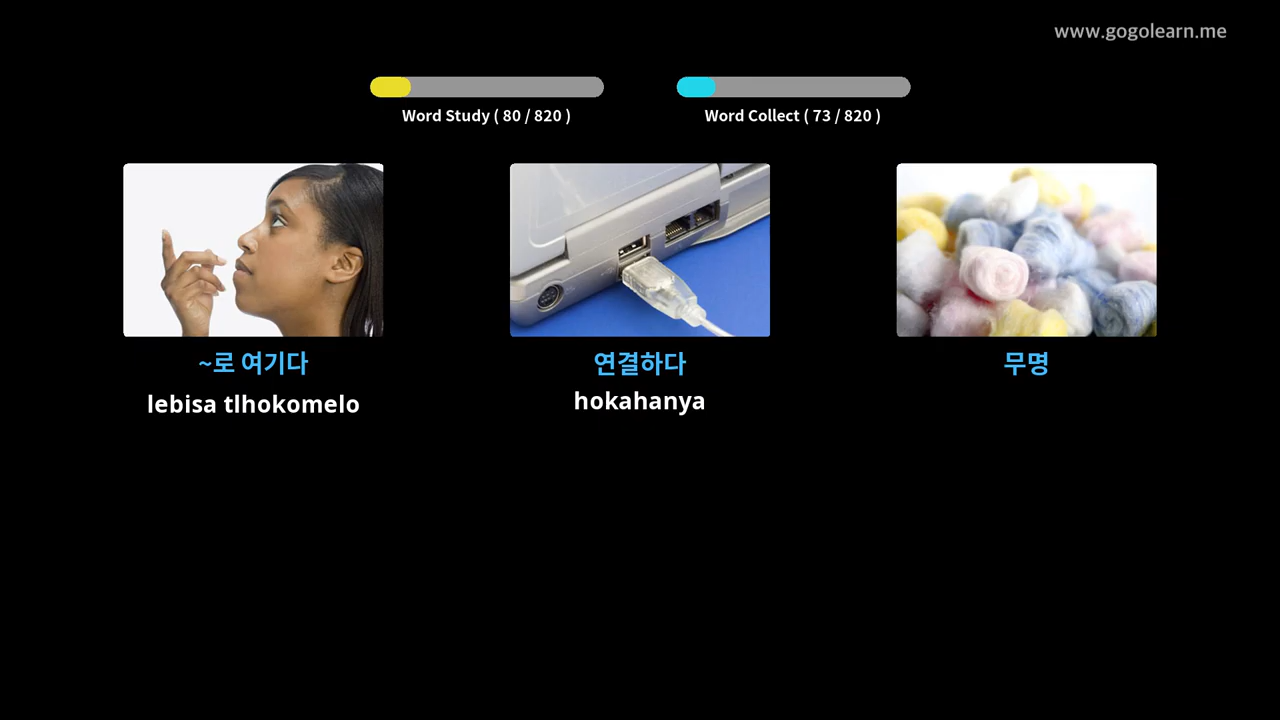 www.gogolearn.me
Word Study ( 80 / 820 )
Word Collect ( 73 / 820 )
~로 여기다
연결하다
무명
lebisa tlhokomelo
hokahanya